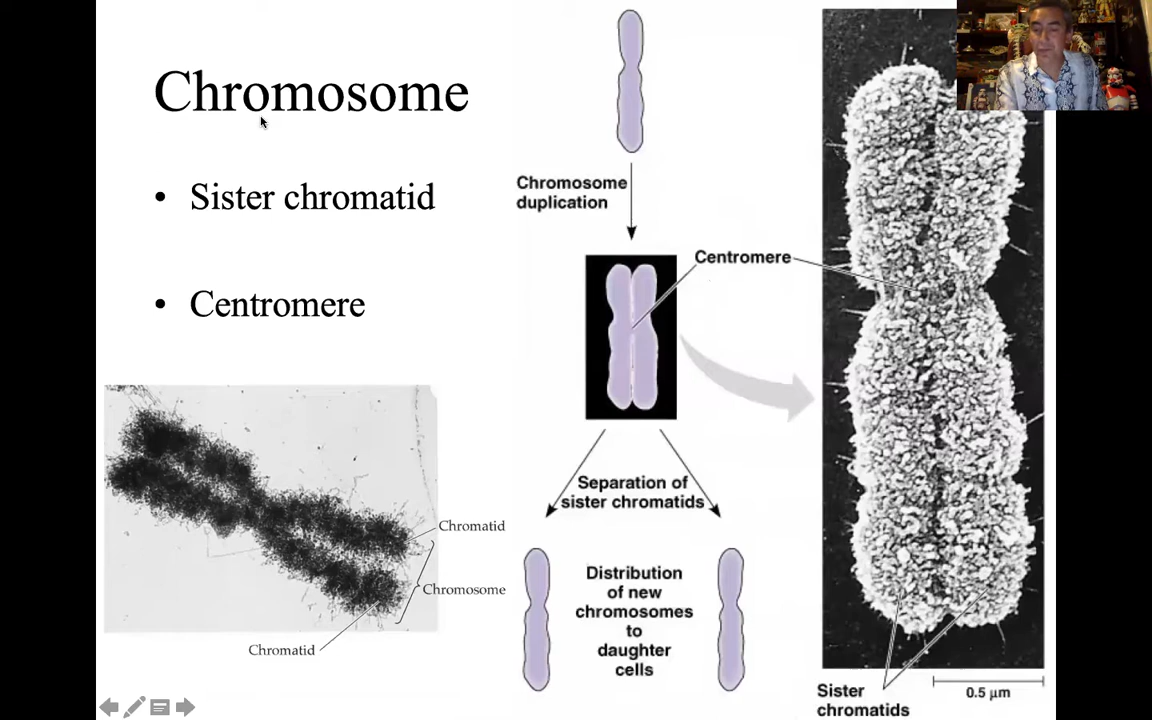 Chromosome
• Sister chromatid
• Centromere
Chromatid
Chromosome
Chromatid
Chromosome
duplication
Centromere
Separation of
sister chromatids
Distribution
of new
chromosomes
to
daughter
cells
Sister
chromatids
0.5 μm